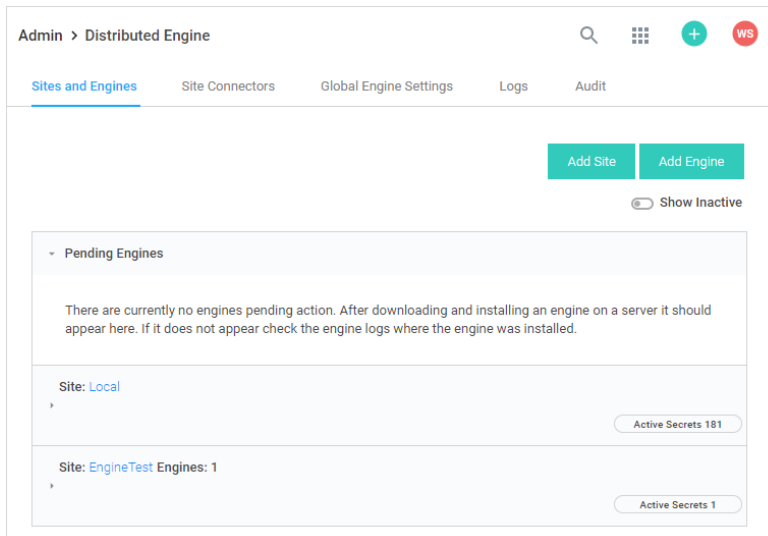 Admin > Distributed Engine
+
WS
Sites and Engines
Site Connectors
Global Engine Settings
Logs
Audit
Add Site
Add Engine
Show Inactive
Pending Engines
There are currently no engines pending action. After downloading and installing an engine on a server it should
appear here. If it does not appear check the engine logs where the engine was installed.
Site: Local
Active Secrets 181
Site: EngineTest Engines: 1
Active Secrets 1